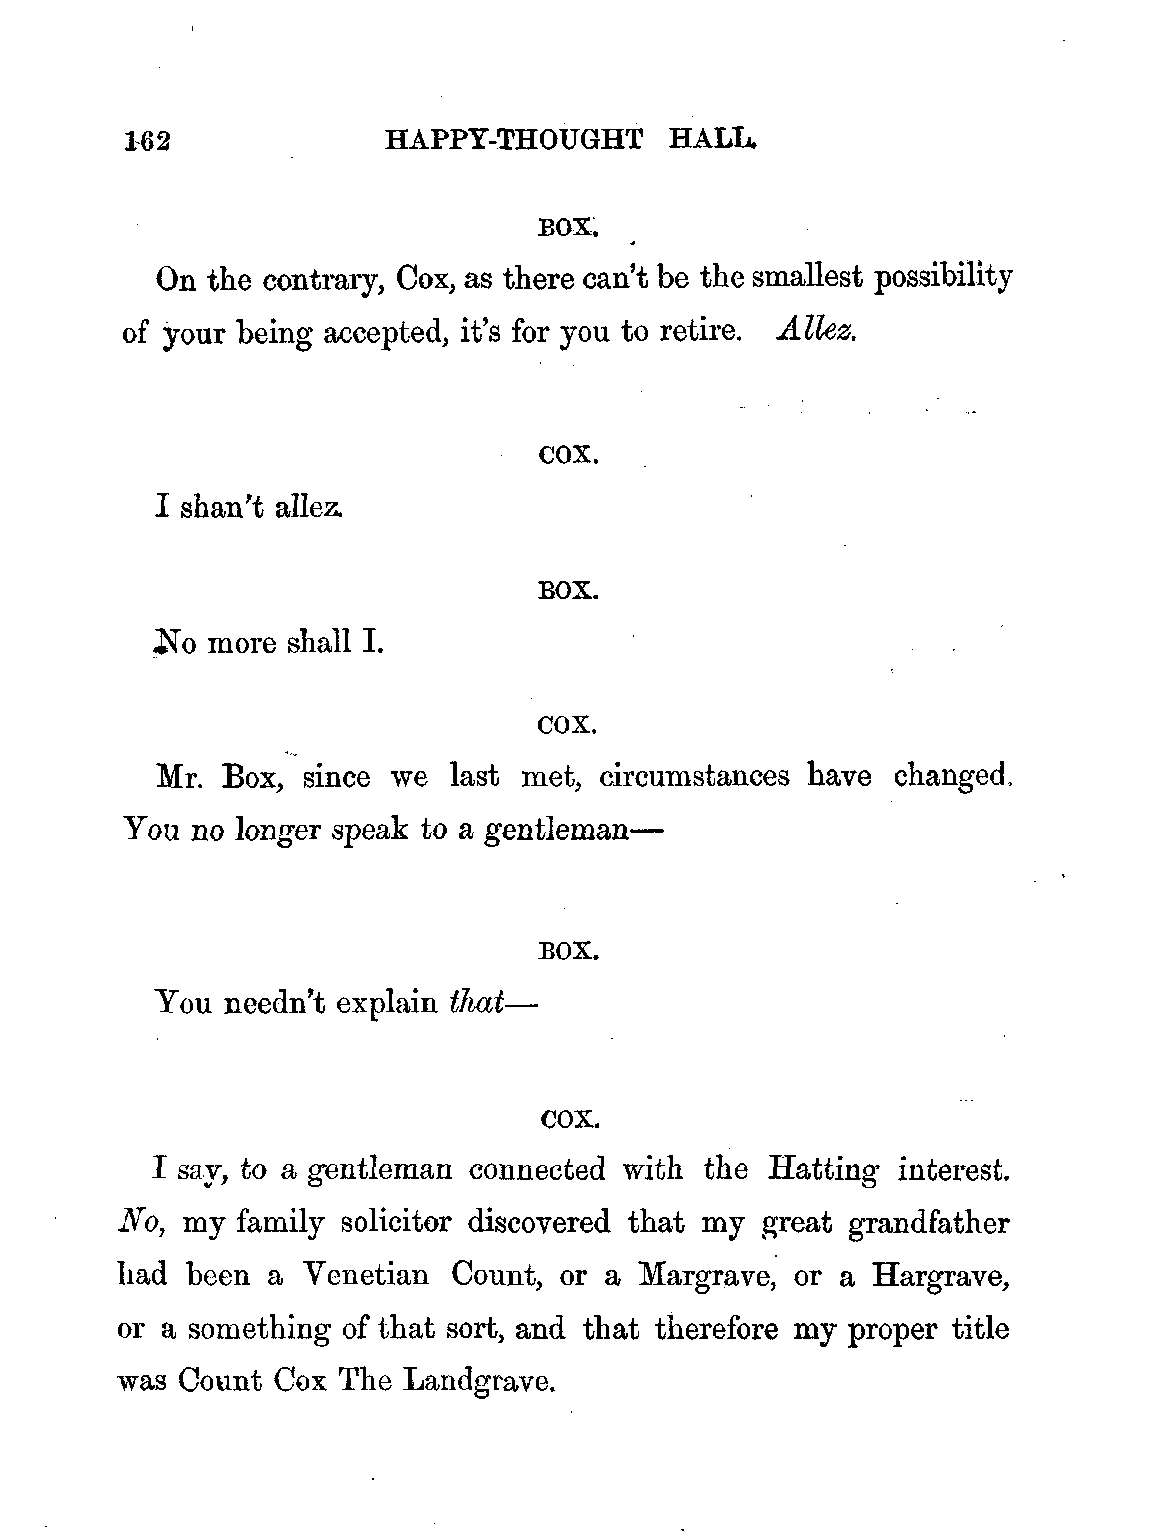 162 HAPPY-THOUGHT HALL.
BOX.
On the contrary, Cox, as there can't be the smallest possibility
of your being accepted, it's for you to retire. Allez.
COX.
I shan't allez.
BOX.
No more shall I.
COX.
Mr. Box, since we last met, circumstances have changed.
You no longer speak to a gentleman—
BOX.
You needn't explain that—
COX.
I say, to a gentleman connected with the Hatting interest.
No, my family solicitor discovered that my great grandfather
had been a Venetian Count, or a Margrave, or a Hargrave,
or a something of that sort, and that therefore my proper title
was Count Cox The Landgrave.